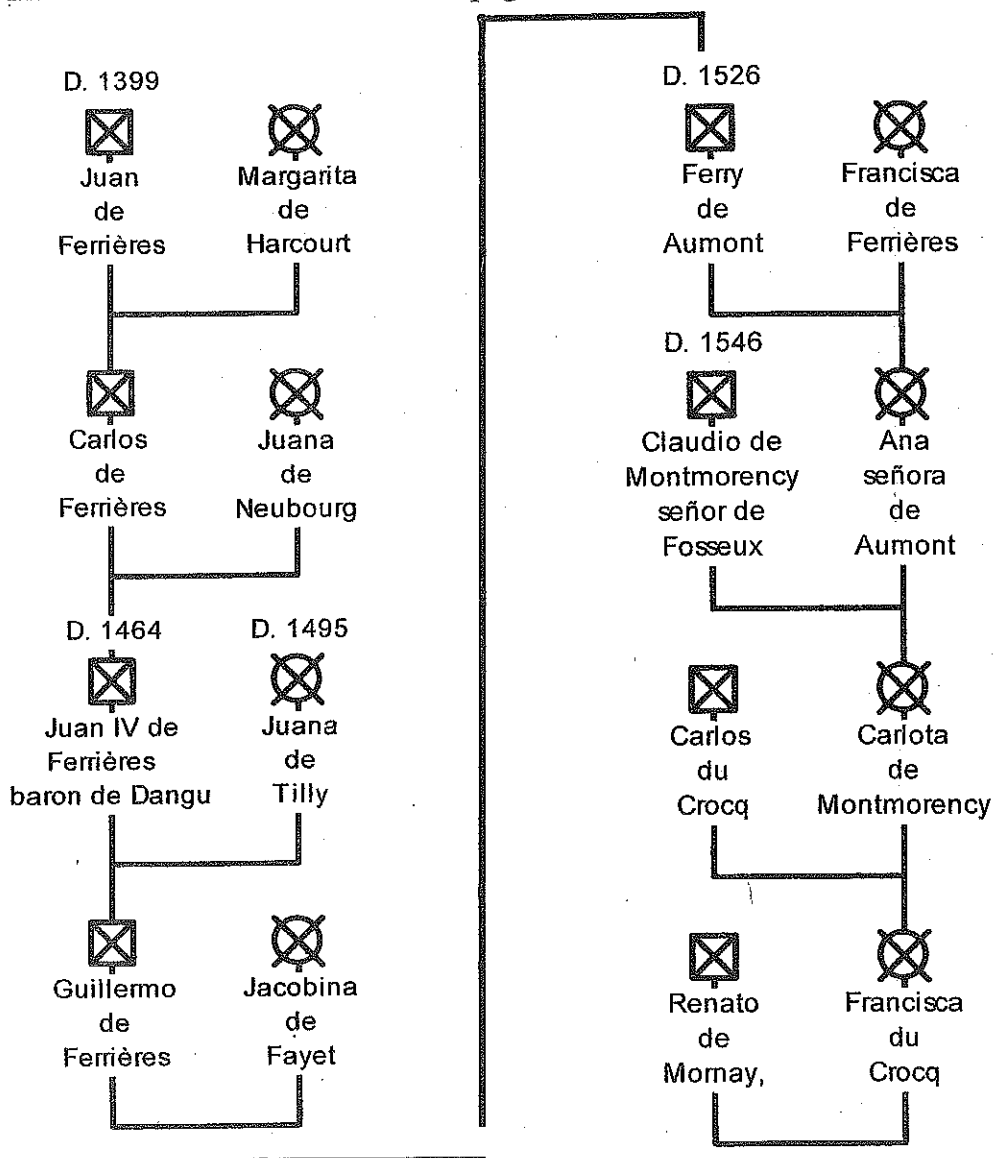 D. 1399
Juan
de
Ferrières
Margarita
de
Harcourt
Carlos
de
Ferrières
Juana
de
Neubourg
D. 1464
Juan IV de
Ferrières
baron de Dangu
D. 1495
Juana
de
Tilly
Guillermo
de
Ferrières
Jacobina
de
Fayet
D. 1526
Ferry
de
Aumont
Francisca
de
Ferrières
D. 1546
Claudio de
Montmorency
señor de
Fosseux
Ana
señora
de
Aumont
Carlos
du
Crocq
Carlota
de
Montmorency
Renato
de
Mornay,
Francisca
du
Crocq